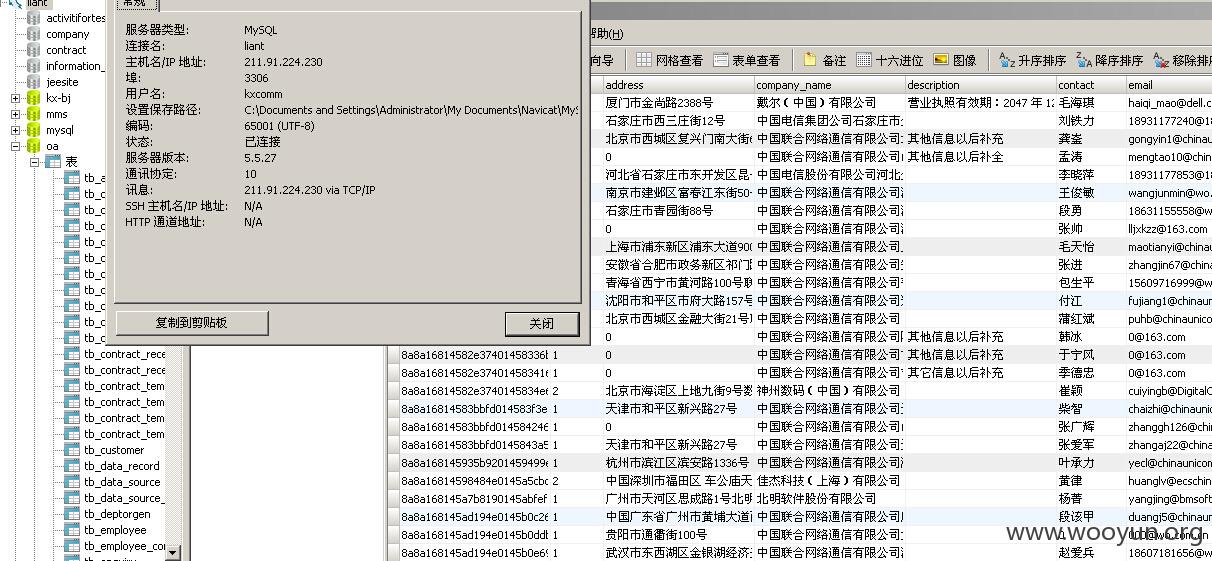 liant
activitifortes
company
contract
information_
jeesite
kx-bj
mms
mysql
oa
表
tb_a
tb_c
tb_c
tb_c
tb_c
tb_c
tb_c
tb_c
tb_c
tb_c
tb_c
tb_contract_rece
tb_contract_rece
tb_contract_tem
tb_contract_tem
tb_contract_tem
tb_contract_tem
tb_customer
tb_data_record
tb_data_source
tb_data_source_
tb_deptorgen
tb_employee
tb_employee_cor
常规
服务器类型: MySQL
连接名: liant
主机名/IP 地址: 211.91.224.230
埠: 3306
用户名: kxcomm
设置保存路径: C:\Documents and Settings\Administrator\My Documents\Navicat\MyS
编码: 65001 (UTF-8)
状态: 已连接
服务器版本: 5.5.27
通讯协定: 10
讯息: 211.91.224.230 via TCP/IP
SSH 主机名/IP 地址: N/A
HTTP 通道地址: N/A
复制到剪贴板 关闭
帮助(H)
向导 网格查看 表单查看 备注 十六进位 图像 升序排序 降序排序 移除排序
address company_name description contact email
厦门市金尚路2388号 戴尔（中国）有限公司 营业执照有效期：2047 年 12 毛海琪 haiqi_mao@dell.c
石家庄市西三庄街12号 中国电信集团公司石家庄市 刘铁力 18931177240@18
北京市西城区复兴门南大街 中国联合网络通信有限公司 其他信息以后补充 龚崟 gongyin1@chinau
0 中国联合网络通信有限公司 其他信息以后补全 孟涛 mengtao10@chin
河北省石家庄市东开发区昆 中国电信股份有限公司河北 李晓萍 18931177853@18
南京市建邺区富春江东街50- 中国联合网络通信有限公司 王俊敏 wangjunmin@wo.
石家庄市青园街88号 中国联合网络通信有限公司 段勇 18631155558@w
0 中国联合网络通信有限公司 张帅 lljxkzz@163.com
上海市浦东新区浦东大道900 中国联合网络通信有限公司 毛天怡 maotianyi@china
安徽省合肥市政务新区祁门路 中国联合网络通信有限公司 张进 zhangjin67@china
青海省西宁市黄河路100号联 中国联合网络通信有限公司 包生平 15609716999@w
沈阳市和平区市府大路157号 中国联合网络通信有限公司 付江 fujiang1@chinaun
北京市西城区金融大街21号 中国联合网络通信有限公司 蒲红斌 puhb@chinaunico
0 中国联合网络通信有限公司 其他信息以后补充 韩冰 0@163.com
8a8a16814582e37401458336b 1 0 中国联合网络通信有限公司 其他信息以后补充 于宁风 0@163.com
8a8a16814582e374014583416 1 0 中国联合网络通信有限公司 其它信息以后补充 季德忠 0@163.com
8a8a16814582e3740145834e6 2 北京市海淀区上地九街9号数 神州数码（中国）有限公司 崔颖 cuiyingb@DigitalC
8a8a16814583bbfd014583f3e 1 天津市和平区新兴路27号 中国联合网络通信有限公司 柴智 chaizhi@chinaunic
8a8a16814583bbfd014584246 1 0 中国联合网络通信有限公司 张广辉 zhanggh126@chin
8a8a16814583bbfd0145843a5 1 天津市和平区新兴路27号 中国联合网络通信有限公司 张爱军 zhangaj22@china
8a8a168145935b9201459499c 1 杭州市滨江区滨安路1336号 中国联合网络通信有限公司 叶承力 yecl@chinaunicom
8a8a16814598484e0145a5cbc 2 中国深圳市福田区 车公庙天 佳杰科技（上海）有限公司 黄律 huanglv@ecschin
8a8a168145a7b8190145abfef 1 广州市天河区思成路1号北明 北明软件股份有限公司 杨菁 yangjing@bmsoft
8a8a168145ad194e0145b0c26 1 中国广东省广州市黄埔大道 中国联合网络通信有限公司 段该甲 duangj5@chinaun
8a8a168145ad194e0145b0dd 1 贵阳市通衢街100号 中国联合网络通信有限公司
8a8a168145ad194e0145b0e69 1 武汉市东西湖区金银湖经济 中国联合网络通信有限公司 赵爱兵 18607181656@w
www.wooyun.org